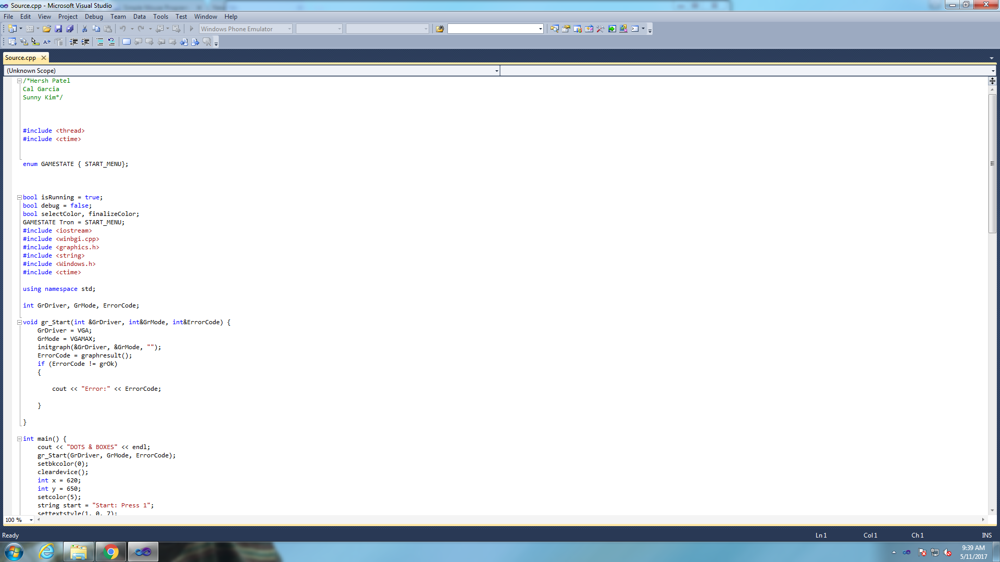 Source.cpp - Microsoft Visual Studio
File Edit View Project Debug Team Data Tools Test Window Help
Windows Phone Emulator
Source.cpp
(Unknown Scope)
/*Hersh Patel
Cal Garcia
Sunny Kim*/
#include <thread>
#include <ctime>
enum GAMESTATE { START_MENU};
bool isRunning = true;
bool debug = false;
bool selectColor, finalizeColor;
GAMESTATE Tron = START_MENU;
#include <iostream>
#include <winbgi.cpp>
#include <graphics.h>
#include <string>
#include <Windows.h>
#include <ctime>
using namespace std;
int GrDriver, GrMode, ErrorCode;
void gr_Start(int &GrDriver, int&GrMode, int&ErrorCode) {
GrDriver = VGA;
GrMode = VGAMAX;
initgraph(&GrDriver, &GrMode, "");
ErrorCode = graphresult();
if (ErrorCode != grOk)
{
cout << "Error:" << ErrorCode;
}
}
int main() {
cout << "DOTS & BOXES" << endl;
gr_Start(GrDriver, GrMode, ErrorCode);
setbkcolor(0);
cleardevice();
int x = 620;
int y = 650;
setcolor(5);
string start = "Start: Press 1";
settextstyle(1, 0, 7);
100 %
Ready Ln 1 Col 1 Ch 1 INS
9:39 AM
5/11/2017